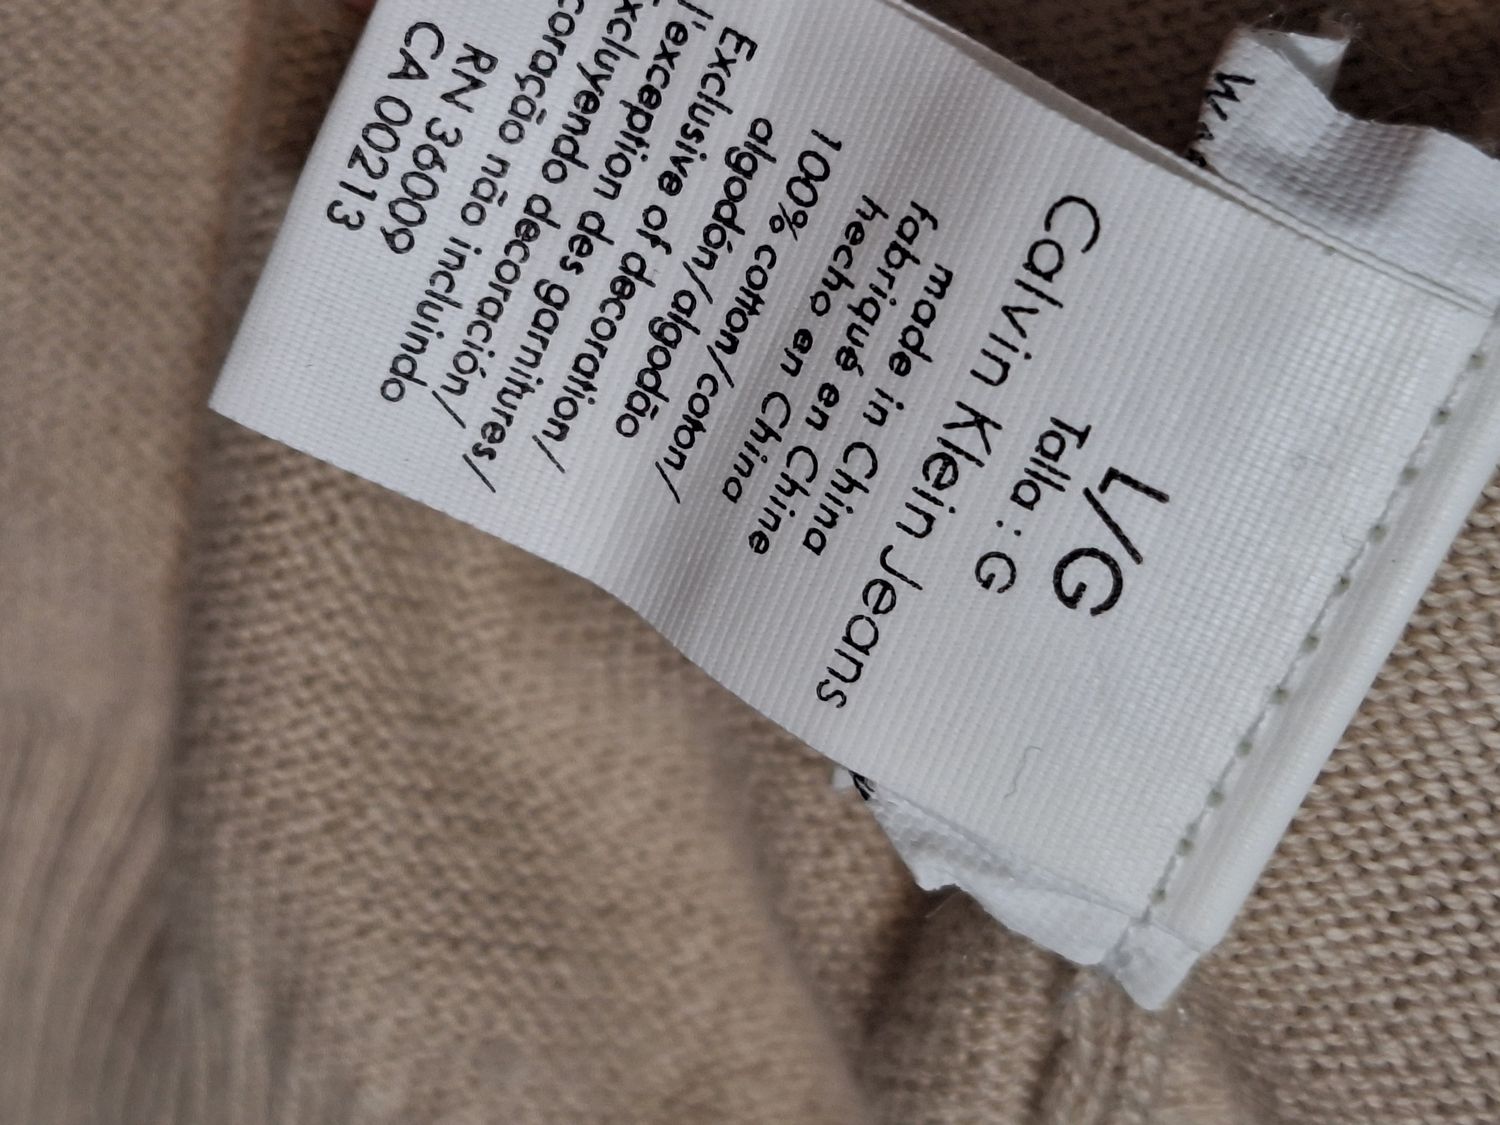 L/G
Talla : G
Calvin Klein Jeans
made in China
fabriqué en Chine
hecho en China
100% cotton/coton/
algodón/algodão
Exclusive of decoration/
l'exception des garnitures/
excluyendo decoración/
coração não incluindo
RN 36009
CA 00213